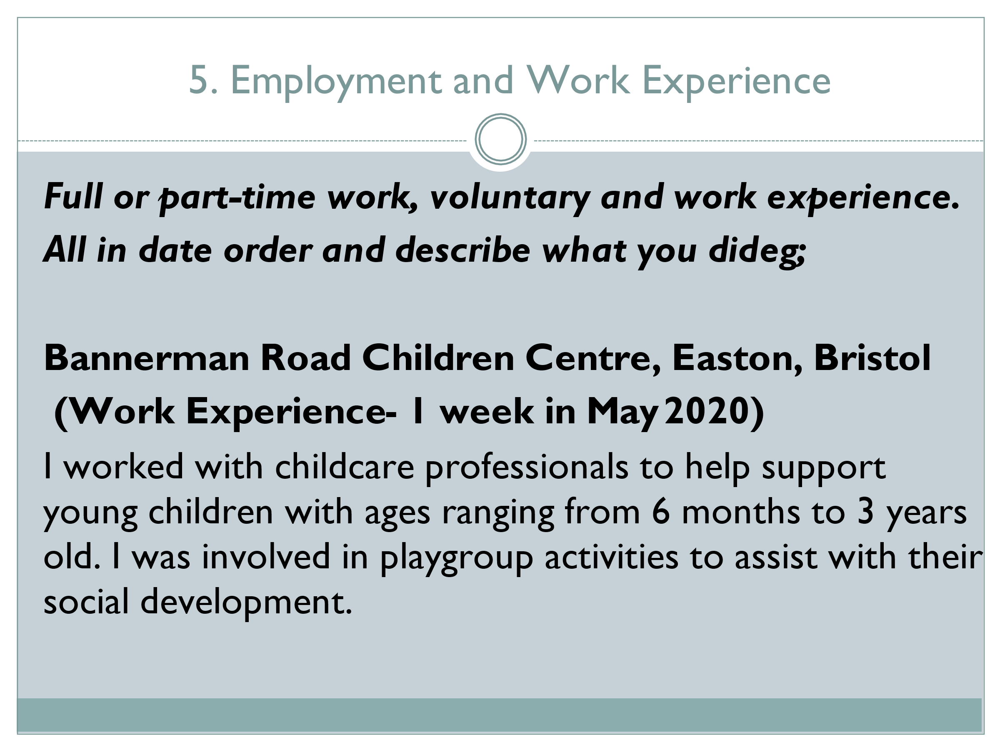 5. Employment and Work Experience
Full or part-time work, voluntary and work experience.
All in date order and describe what you dideg;
Bannerman Road Children Centre, Easton, Bristol
(Work Experience- 1 week in May 2020)
I worked with childcare professionals to help support
young children with ages ranging from 6 months to 3 years
old. I was involved in playgroup activities to assist with their
social development.